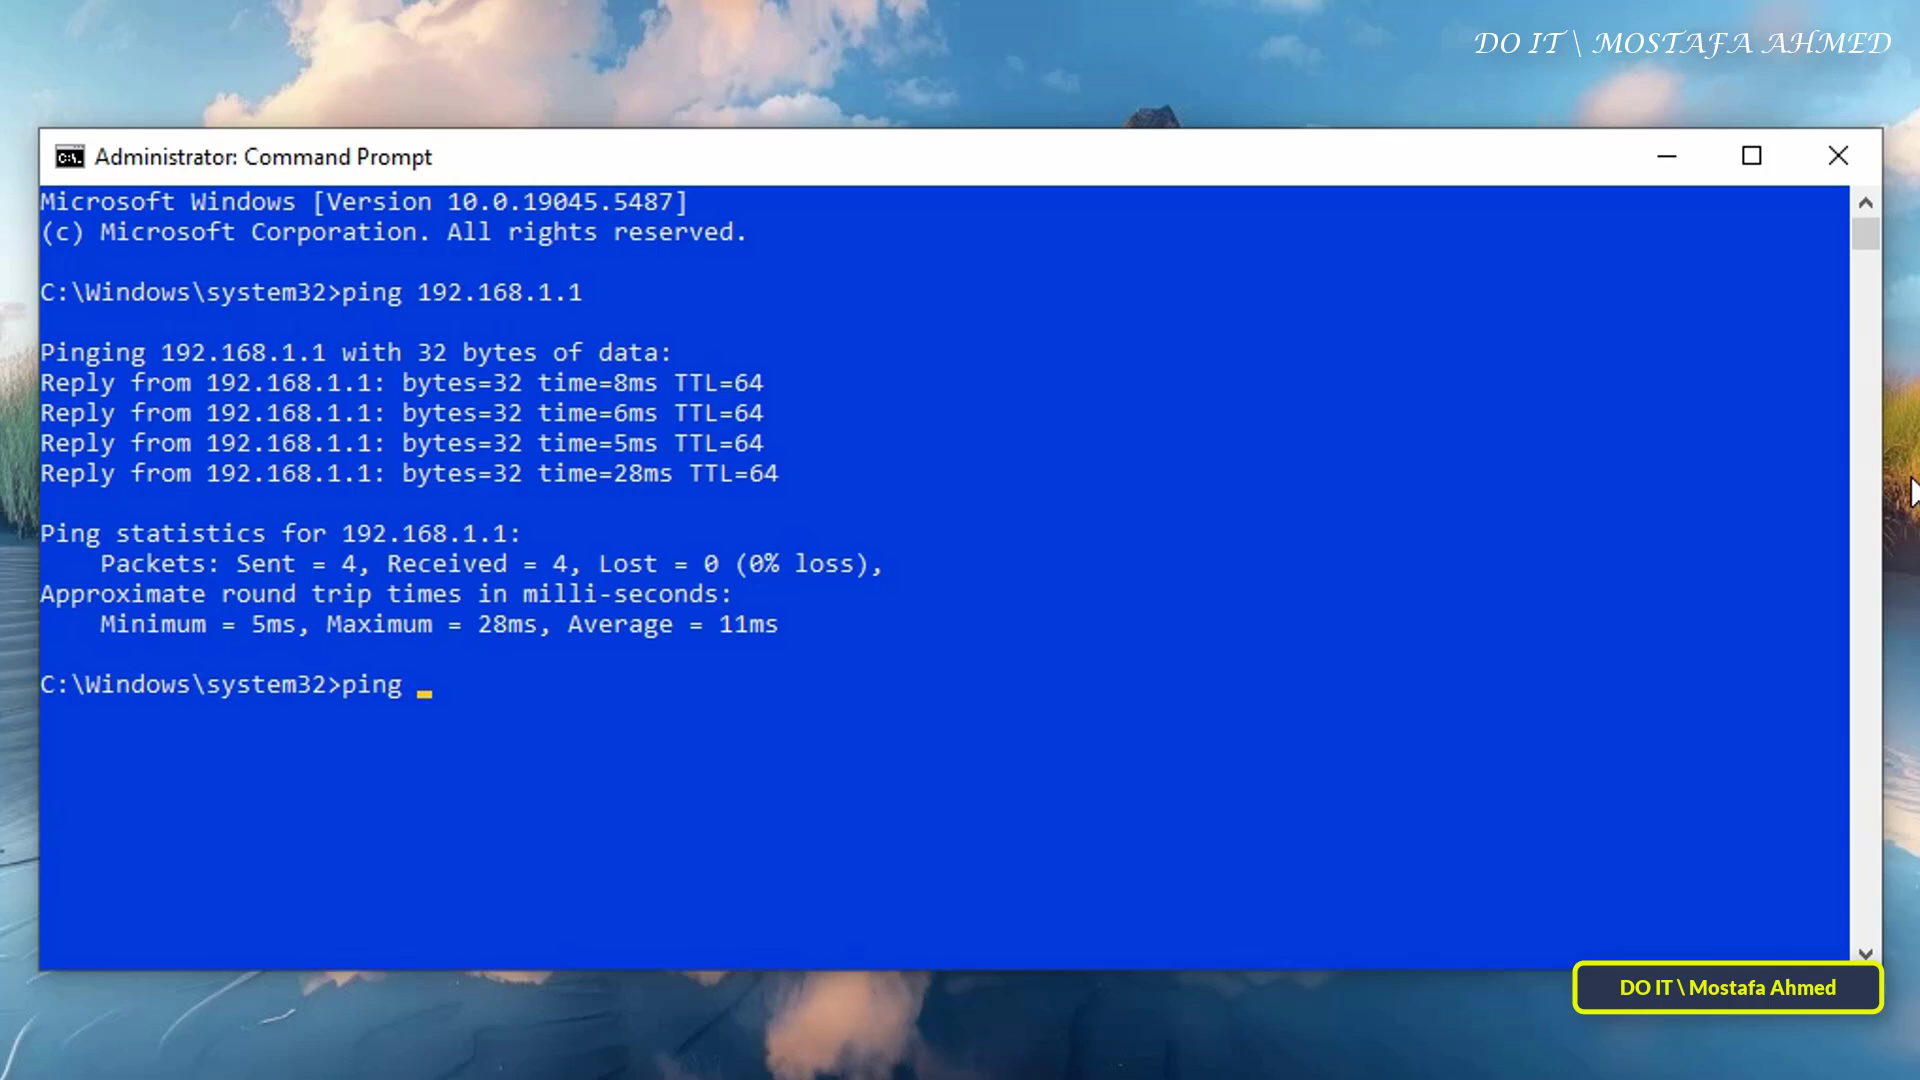 DO IT \ MOSTAFA AHMED
Administrator: Command Prompt
Microsoft Windows [Version 10.0.19045.5487]
(c) Microsoft Corporation. All rights reserved.
C:\Windows\system32>ping 192.168.1.1
Pinging 192.168.1.1 with 32 bytes of data:
Reply from 192.168.1.1: bytes=32 time=8ms TTL=64
Reply from 192.168.1.1: bytes=32 time=6ms TTL=64
Reply from 192.168.1.1: bytes=32 time=5ms TTL=64
Reply from 192.168.1.1: bytes=32 time=28ms TTL=64
Ping statistics for 192.168.1.1:
    Packets: Sent = 4, Received = 4, Lost = 0 (0% loss),
Approximate round trip times in milli-seconds:
    Minimum = 5ms, Maximum = 28ms, Average = 11ms
C:\Windows\system32>ping _
DO IT \ Mostafa Ahmed